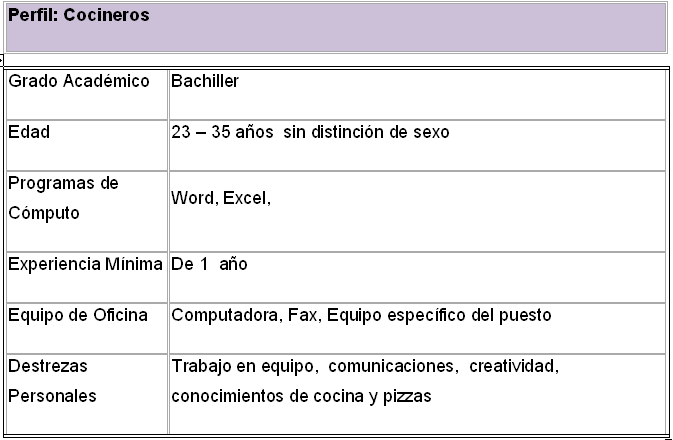 Perfil: Cocineros
Grado Académico Bachiller
Edad 23 – 35 años  sin distinción de sexo
Programas de
Cómputo
Word, Excel,
Experiencia Mínima De 1  año
Equipo de Oficina Computadora, Fax, Equipo específico del puesto
Destrezas
Personales
Trabajo en equipo,  comunicaciones,  creatividad,
conocimientos de cocina y pizzas